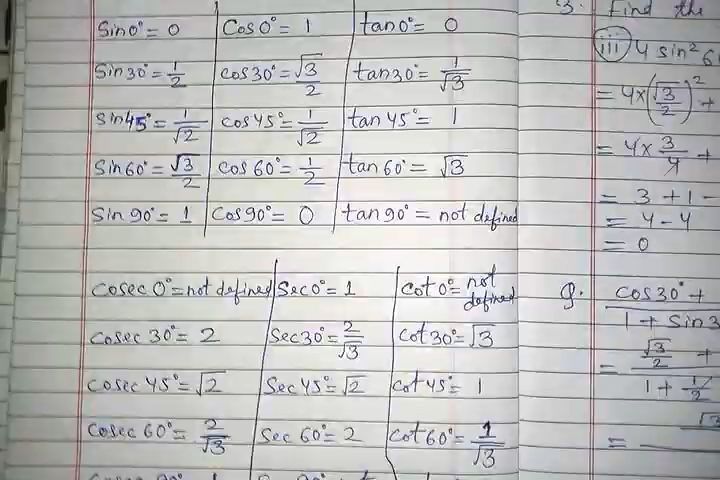 Sin0° = 0 Cos0° = 1 tan0° = 0
Sin30° = 1/2 cos30° = √3/2 tan30° = 1/√3
Sin45° = 1/√2 cos45° = 1/√2 tan45° = 1
Sin60° = √3/2 cos60° = 1/2 tan60° = √3
Sin90° = 1 Cos90° = 0 tan90° = not defined
cosec0° = not defined Sec0° = 1 cot0° = not defined
cosec30° = 2 Sec30° = 2/√3 cot30° = √3
cosec45° = √2 Sec45° = √2 cot45° = 1
cosec60° = 2/√3 Sec60° = 2 cot60° = 1/√3
3. Find the
(iii) 4 sin² 6
= 4×(√3/2)² +
= 4×3/4 +
= 3 + 1 -
= 4 - 4
= 0
cos30° +
1 + Sin3
= √3/2 +
1 + 1/2
=
√3